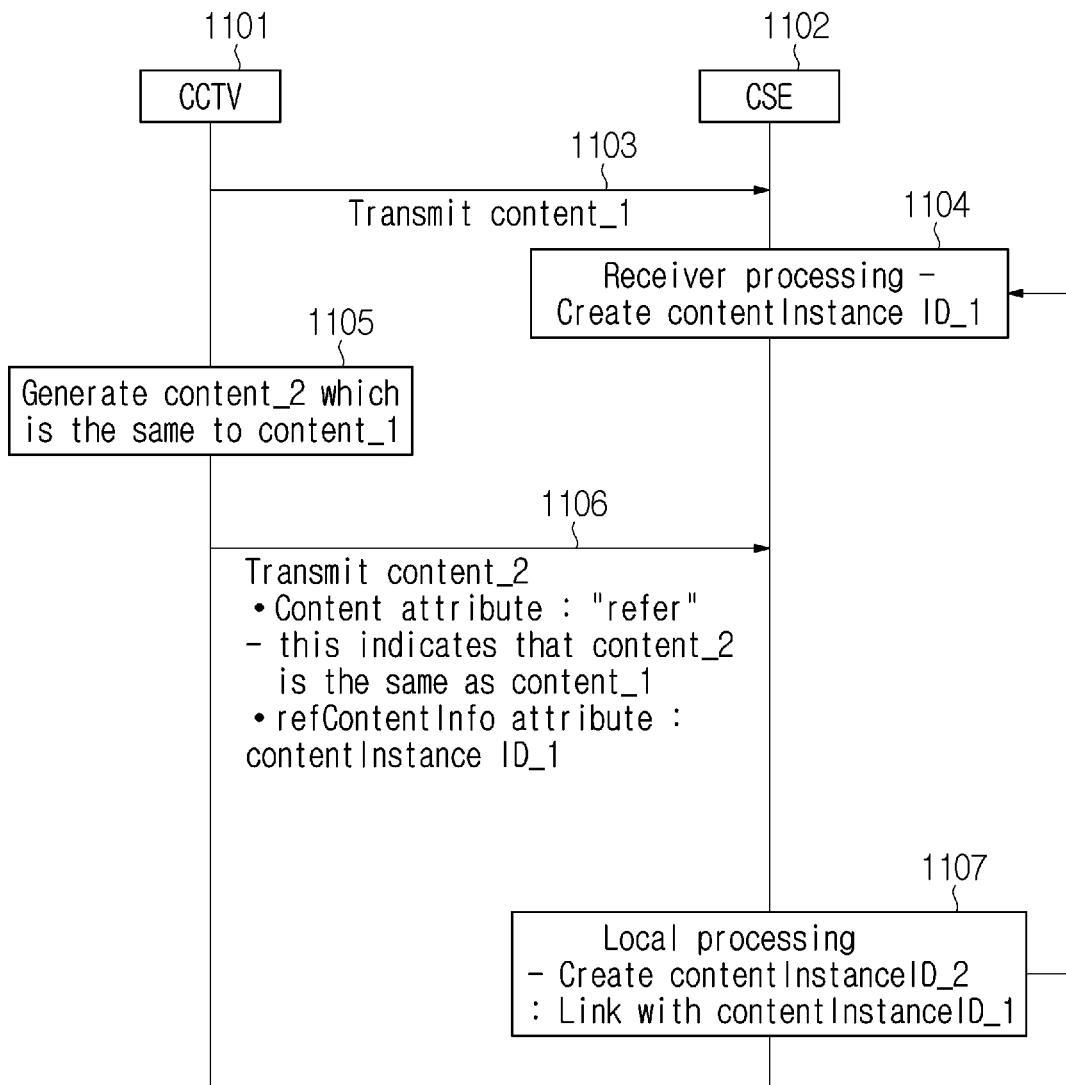 1101
1102
CCTV
CSE
1103
Transmit content_1
1104
Receiver processing -
Create contentInstance ID_1
1105
Generate content_2 which
is the same to content_1
1106
Transmit content_2
• Content attribute : "refer"
- this indicates that content_2
is the same as content_1
• refContentInfo attribute :
contentInstance ID_1
1107
Local processing
- Create contentInstanceID_2
: Link with contentInstanceID_1